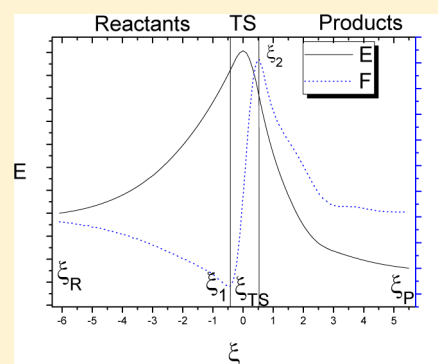 Reactants TS Products
ξ2
E
F
E
ξR ξ1 ξTS ξP
-6 -5 -4 -3 -2 -1 0 1 2 3 4 5
ξ